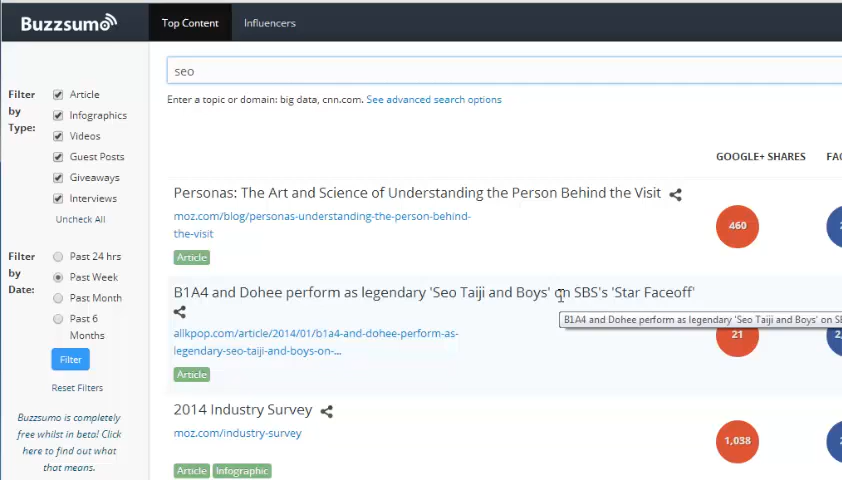 Buzzsumo
Top Content
Influencers
Filter by Type:
Article
Infographics
Videos
Guest Posts
Giveaways
Interviews
Uncheck All
Filter by Date:
Past 24 hrs
Past Week
Past Month
Past 6 Months
Filter
Reset Filters
Buzzsumo is completely
free whilst in beta! Click
here to find out what
that means.
seo
Enter a topic or domain: big data, cnn.com. See advanced search options
GOOGLE+ SHARES
Personas: The Art and Science of Understanding the Person Behind the Visit
moz.com/blog/personas-understanding-the-person-behind-
the-visit
Article
460
B1A4 and Dohee perform as legendary 'Seo Taiji and Boys' on SBS's 'Star Faceoff'
B1A4 and Dohee perform as legendary 'Seo Taiji and Boys' on
allkpop.com/article/2014/01/b1a4-and-dohee-perform-as-
legendary-seo-taiji-and-boys-on-...
Article
21
2014 Industry Survey
moz.com/industry-survey
Article Infographic
1,038